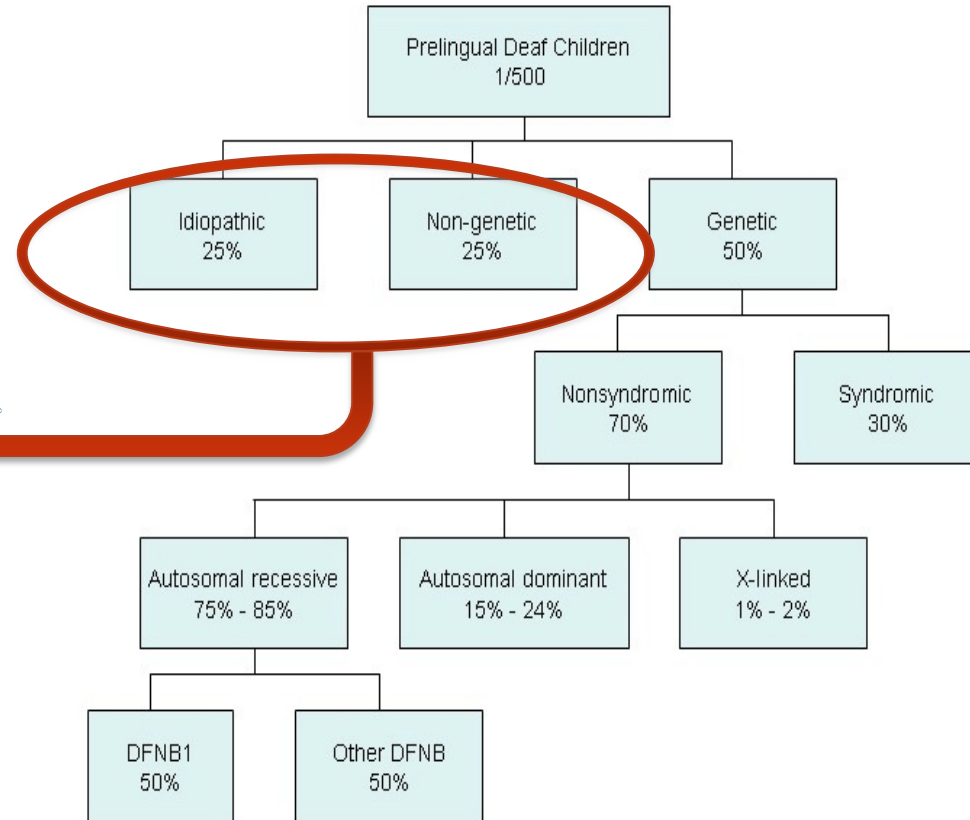 Prelingual Deaf Children
1/500
Idiopathic
25%
Non-genetic
25%
Genetic
50%
Nonsyndromic
70%
Syndromic
30%
Autosomal recessive
75% - 85%
Autosomal dominant
15% - 24%
X-linked
1% - 2%
DFNB1
50%
Other DFNB
50%